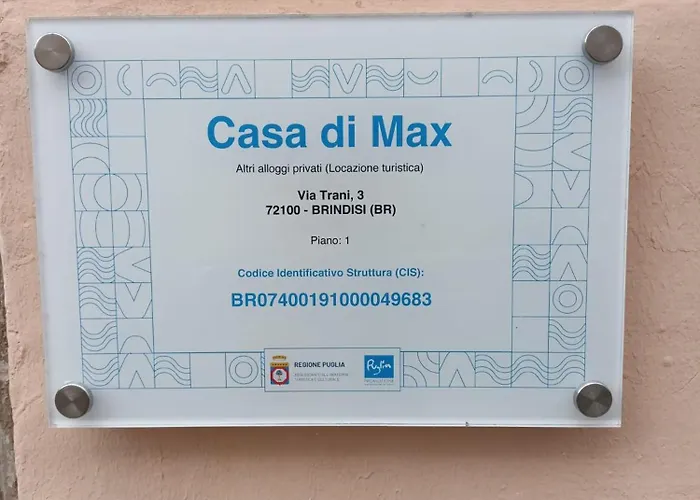 Casa di Max
Altri alloggi privati (Locazione turistica)
Via Trani, 3
72100 - BRINDISI (BR)
Piano: 1
Codice Identificativo Struttura (CIS):
BR07400191000049683
REGIONE PUGLIA
Puglia